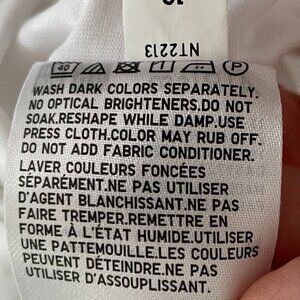 NT2213
40 P
WASH DARK COLORS SEPARATELY.
NO OPTICAL BRIGHTENERS.DO NOT
SOAK.RESHAPE WHILE DAMP.USE
PRESS CLOTH.COLOR MAY RUB OFF.
DO NOT ADD FABRIC CONDITIONER.
LAVER COULEURS FONCÉES
SÉPARÉMENT.NE PAS UTILISER
D'AGENT BLANCHISSANT.NE PAS
FAIRE TREMPER.REMETTRE EN
FORME À L'ÉTAT HUMIDE.UTILISER
UNE PATTEMOUILLE.LES COULEURS
PEUVENT DÉTEINDRE.NE PAS
UTILISER D'ASSOUPLISSANT.